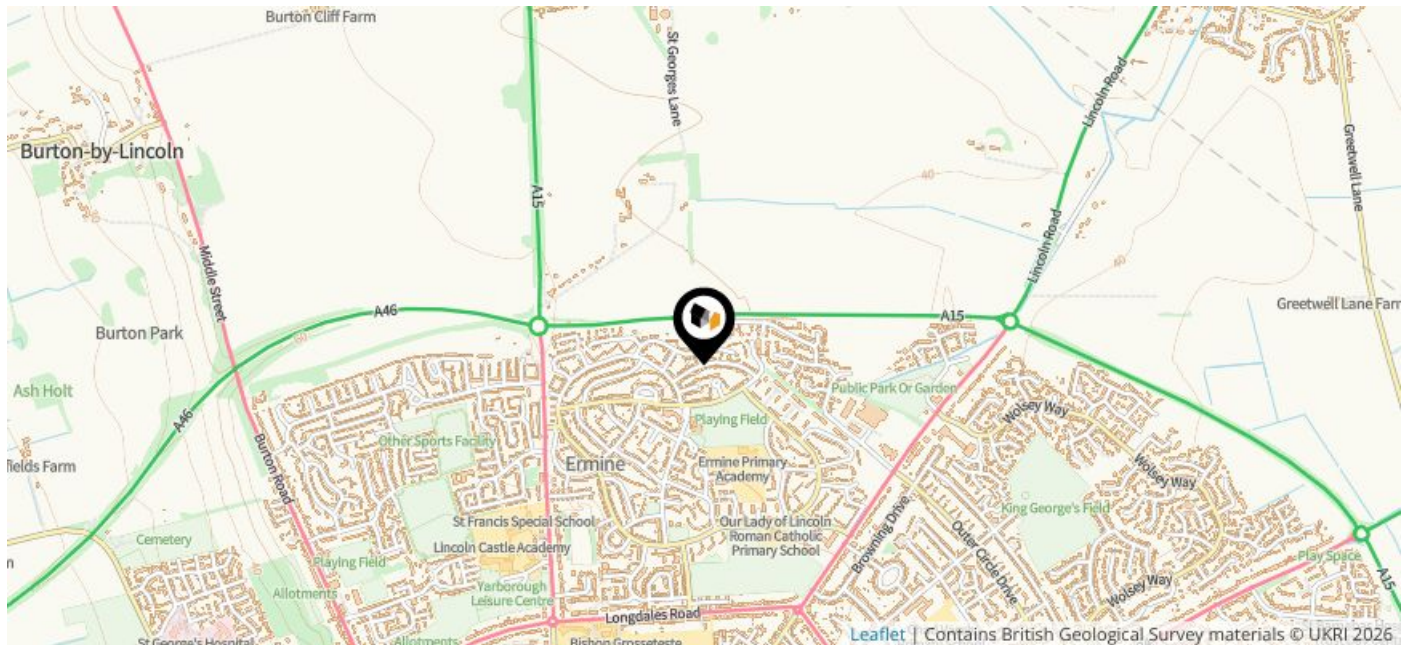 Burton Cliff Farm
St Georges Lane
Lincoln Road
Burton-by-Lincoln
A15
Greetwell Lane
Middle Street
Lincoln Road
Greetwell Lane Farm
A46
A15
Burton Park
Ash Holt
Public Park Or Garden
A46
Wolsey Way
Playing Field
Other Sports Facility
Burton Road
fields Farm
Ermine
Ermine Primary
Academy
Wolsey Way
King George's Field
St Francis Special School
Our Lady of Lincoln
Roman Catholic
Primary School
Browning Drive
Outer Circle Drive
Lincoln Castle Academy
Cemetery
Playing Field
Play Space
Yarborough
Leisure Centre
Allotments
Wolsey Way
A15
Longdales Road
St George's Hospital
Allotments
Bishop Grosseteste
Leaflet | Contains British Geological Survey materials © UKRI 2026